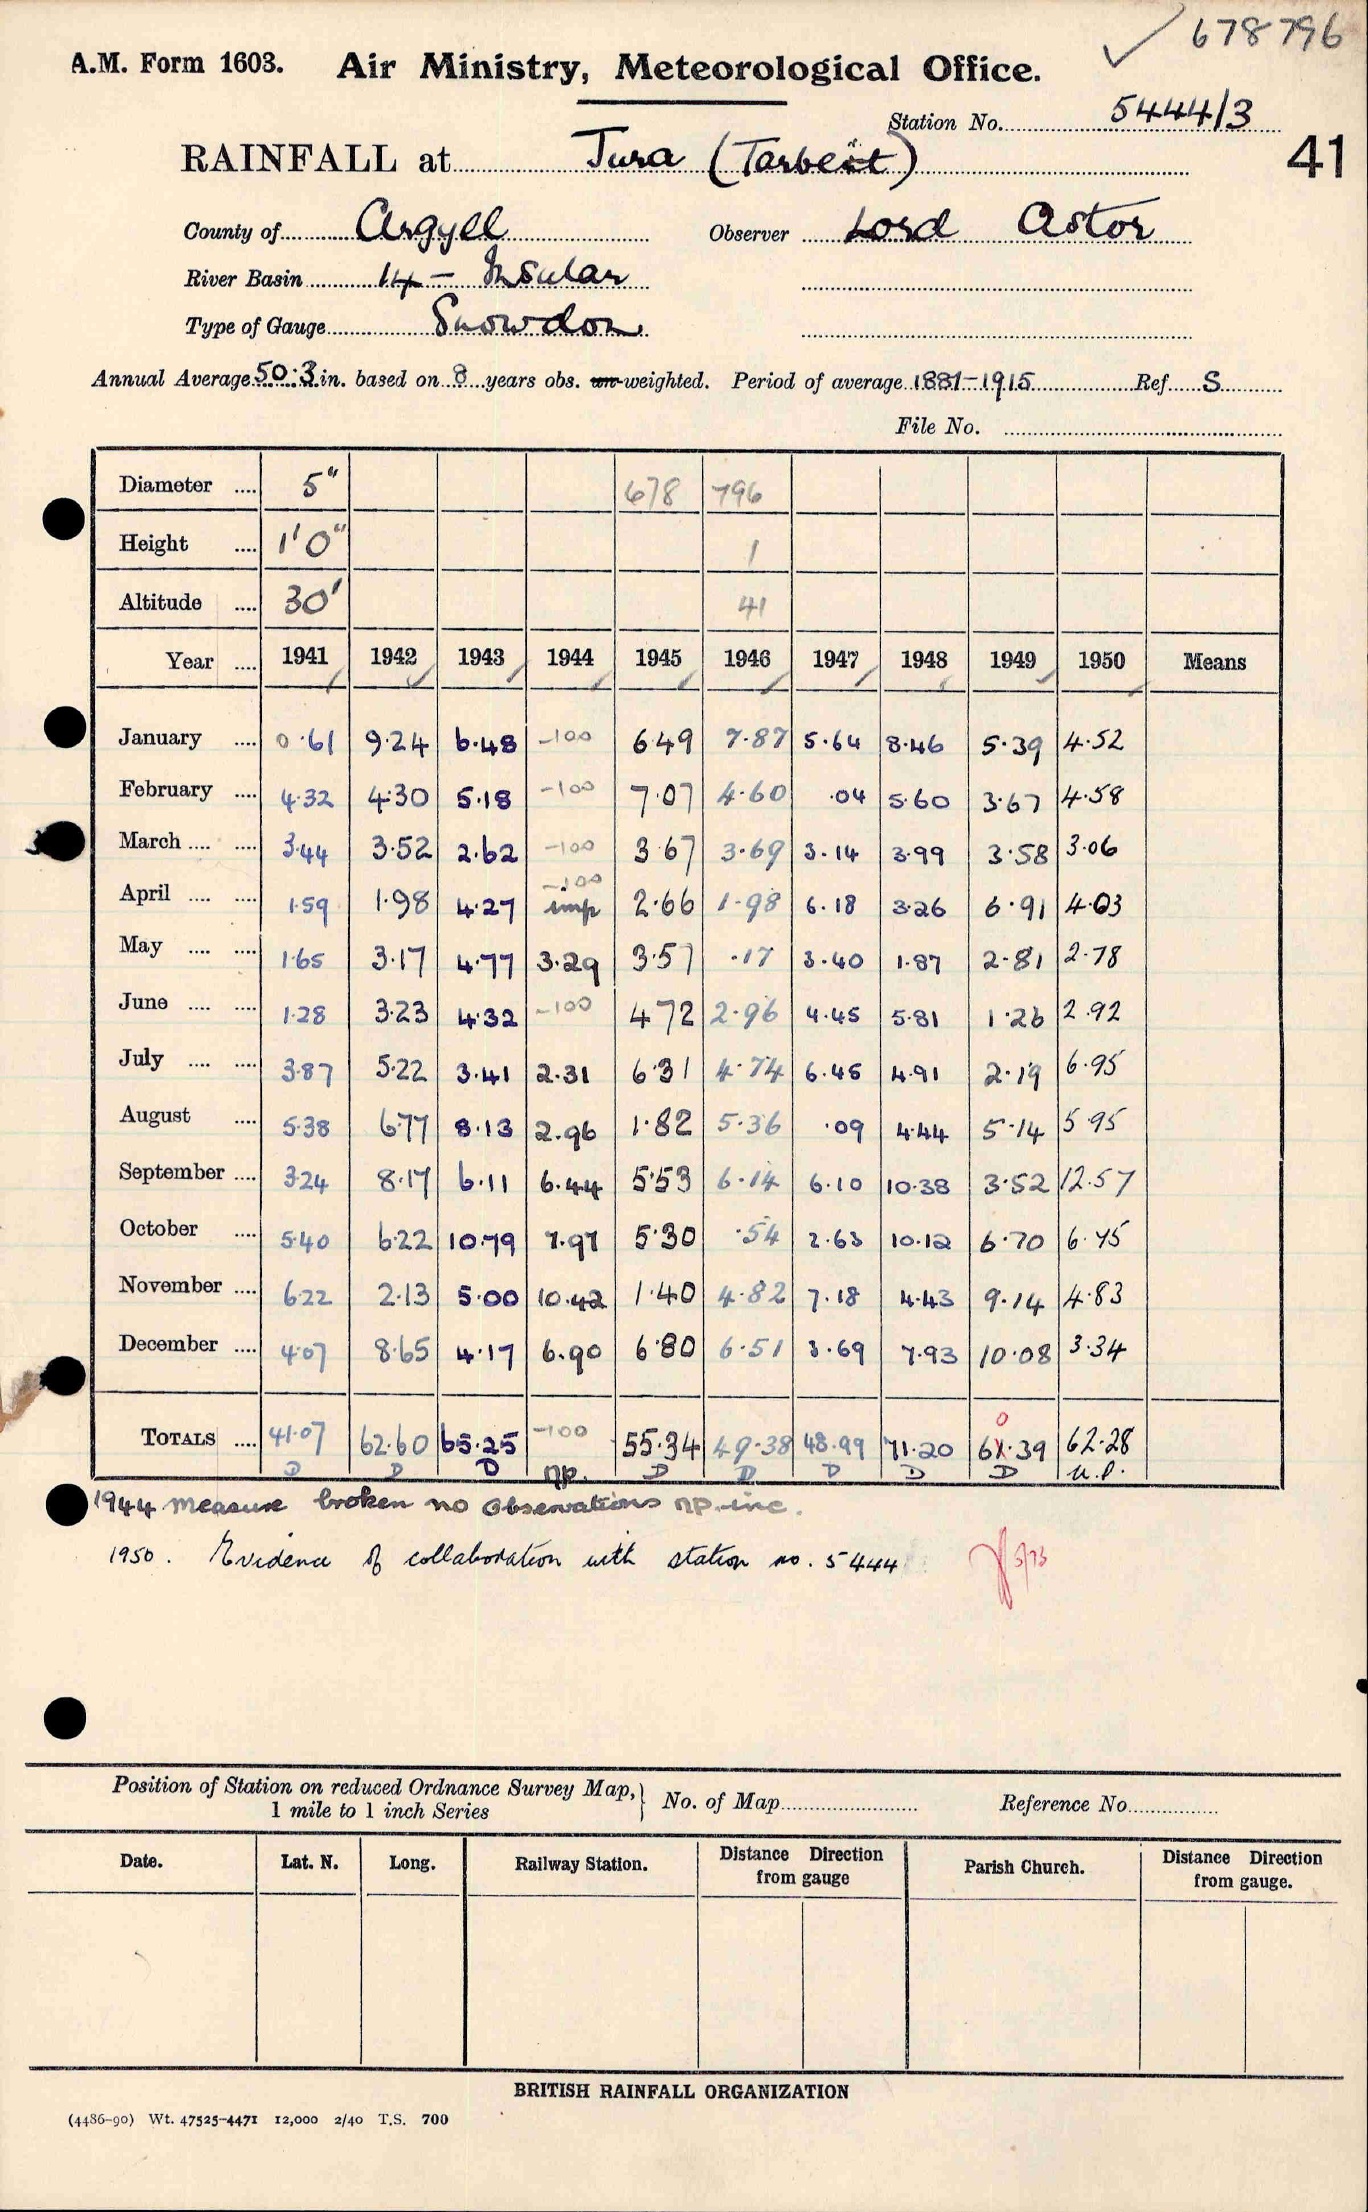 678796
A.M. Form 1603. Air Ministry, Meteorological Office.
Station No. 5444/3
RAINFALL at Jura (Tarbert) 41
County of Argyll Observer Lord Astor
River Basin 14 - Insular
Type of Gauge Snowdon
Annual Average 50.3 in. based on 8 years obs. un-weighted. Period of average 1881-1915 Ref S
File No.
Diameter 5" 678 796
Height 1'0" 1
Altitude 30' 41
Year 1941 1942 1943 1944 1945 1946 1947 1948 1949 1950 Means
January 0.61 9.24 6.48 -100 6.49 7.87 5.64 8.46 5.39 4.52
February 4.32 4.30 5.18 -100 7.07 4.60 .04 5.60 3.67 4.58
March 3.44 3.52 2.62 -100 3.67 3.69 3.14 3.99 3.58 3.06
-100
April 1.59 1.98 4.27 imp 2.66 1.98 6.18 3.26 6.91 4.03
May 1.65 3.17 4.77 3.29 3.57 .17 3.40 1.87 2.81 2.78
June 1.28 3.23 4.32 -100 4.72 2.96 4.45 5.81 1.26 2.92
July 3.87 5.22 3.41 2.31 6.31 4.74 6.45 4.91 2.19 6.95
August 5.38 6.77 8.13 2.96 1.82 5.36 .09 4.44 5.14 5.95
September 3.24 8.17 6.11 6.44 5.53 6.14 6.10 10.38 3.52 12.57
October 5.40 6.22 10.79 7.97 5.30 .54 2.63 10.12 6.70 6.75
November 6.22 2.13 5.00 10.42 1.40 4.82 7.18 4.43 9.14 4.83
December 4.07 8.65 4.17 6.90 6.80 6.51 3.69 7.93 10.08 3.34
0
TOTALS 41.07 62.60 65.25 -100 55.34 49.38 48.99 71.20 61.39 62.28
D D D np. D D D D D u.p.
1944 Measure broken no observations np. inc.
1950. Evidence of collaboration with station no. 5444
5/73
Position of Station on reduced Ordnance Survey Map, 1 mile to 1 inch Series No. of Map Reference No.
Date. Lat. N. Long. Railway Station. Distance from gauge Direction Parish Church. Distance from gauge. Direction
BRITISH RAINFALL ORGANIZATION
(4486-90) Wt. 47525-4471 12,000 2/40 T.S. 700